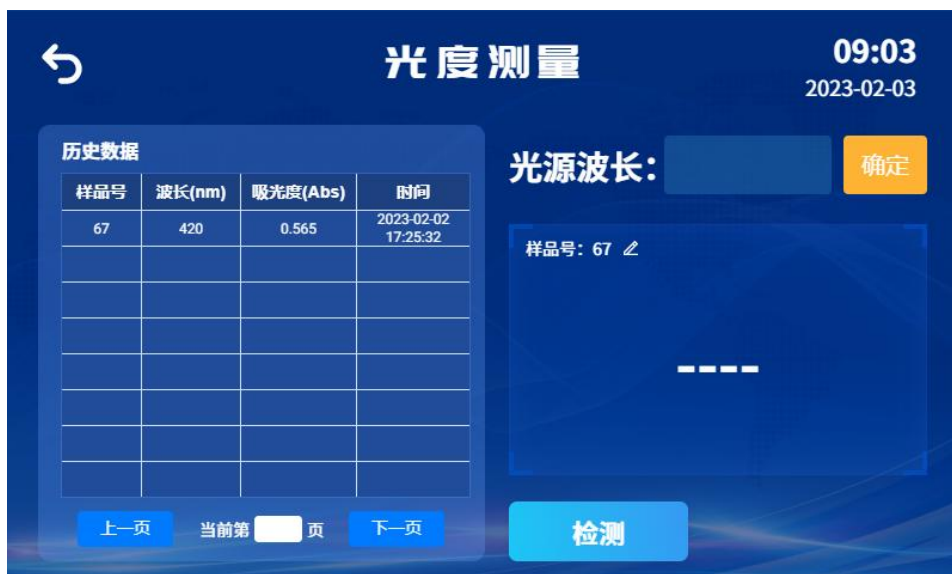 光度测量
09:03
2023-02-03
历史数据
样品号 波长(nm) 吸光度(Abs) 时间
67 420 0.565 2023-02-02
17:25:32
上一页 当前第 页 下一页
光源波长： 确定
样品号：67
----
检测